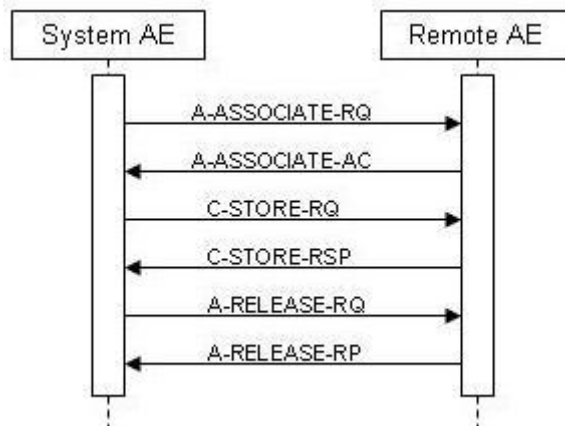 System AE
Remote AE
A-ASSOCIATE-RQ
A-ASSOCIATE-AC
C-STORE-RQ
C-STORE-RSP
A-RELEASE-RQ
A-RELEASE-RP